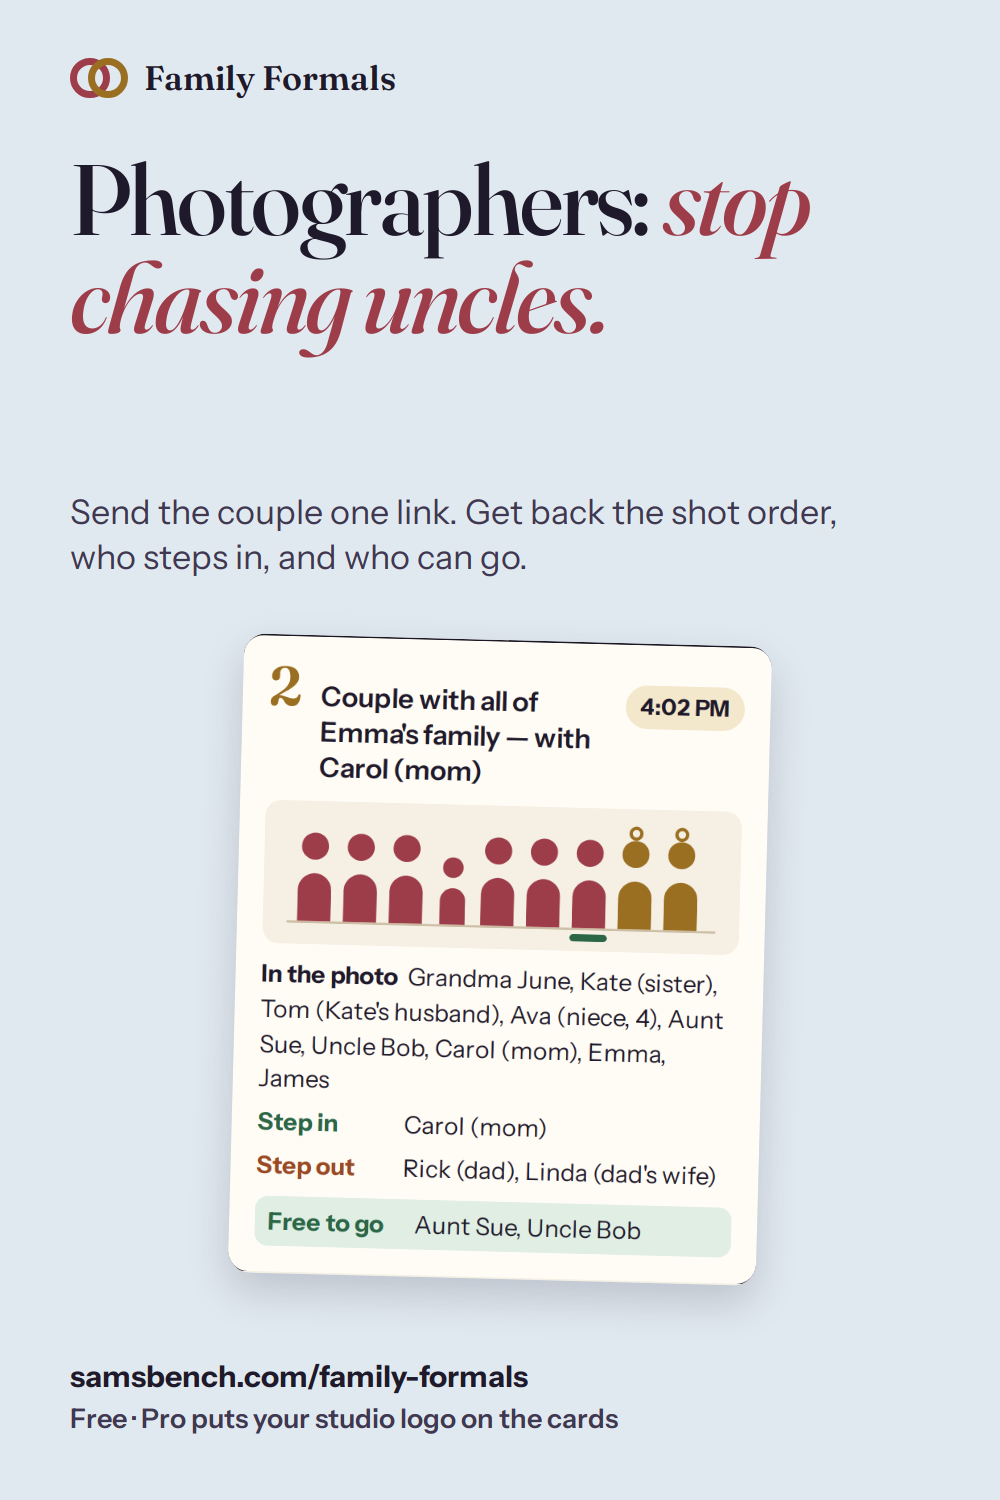 Family Formals
Photographers: stop
chasing uncles.
Send the couple one link. Get back the shot order,
who steps in, and who can go.
2
Couple with all of
Emma's family — with
Carol (mom)
4:02 PM
In the photo Grandma June, Kate (sister),
Tom (Kate's husband), Ava (niece, 4), Aunt
Sue, Uncle Bob, Carol (mom), Emma,
James
Step in Carol (mom)
Step out Rick (dad), Linda (dad's wife)
Free to go Aunt Sue, Uncle Bob
samsbench.com/family-formals
Free · Pro puts your studio logo on the cards